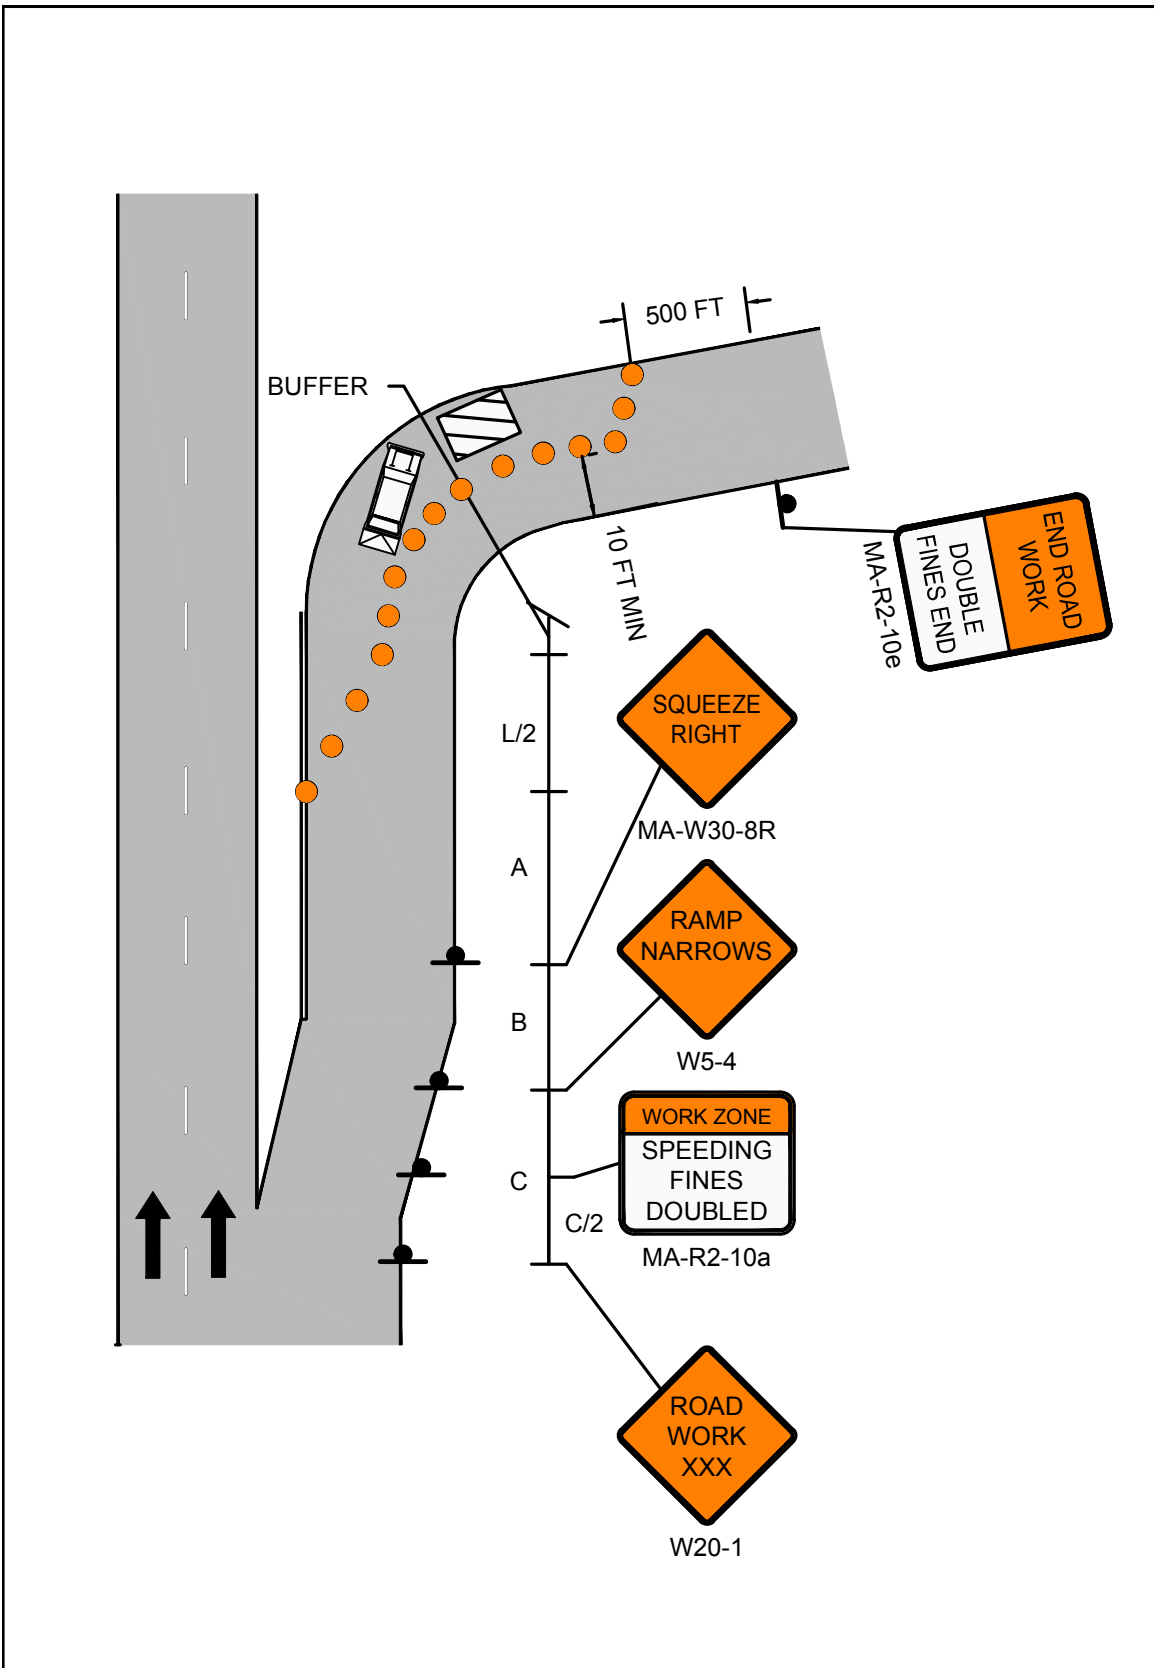 500 FT
BUFFER
END ROAD
WORK
DOUBLE
FINES END
MA-R2-10e
10 FT MIN
SQUEEZE
RIGHT
MA-W30-8R
L/2
A
RAMP
NARROWS
W5-4
B
WORK ZONE
SPEEDING
FINES
DOUBLED
MA-R2-10a
C
C/2
ROAD
WORK
XXX
W20-1